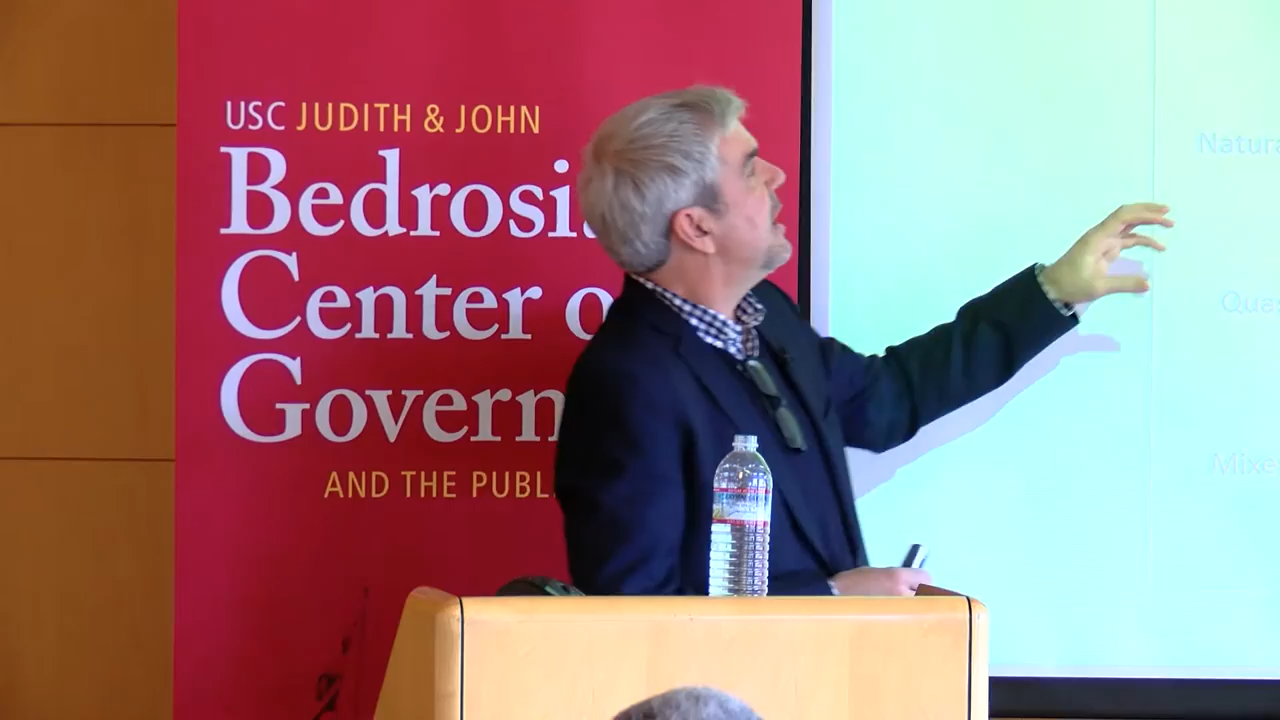 USC JUDITH & JOHN
Bedrosi
Center o
Govern
AND THE PUBL
Natura
Qua
Mixe